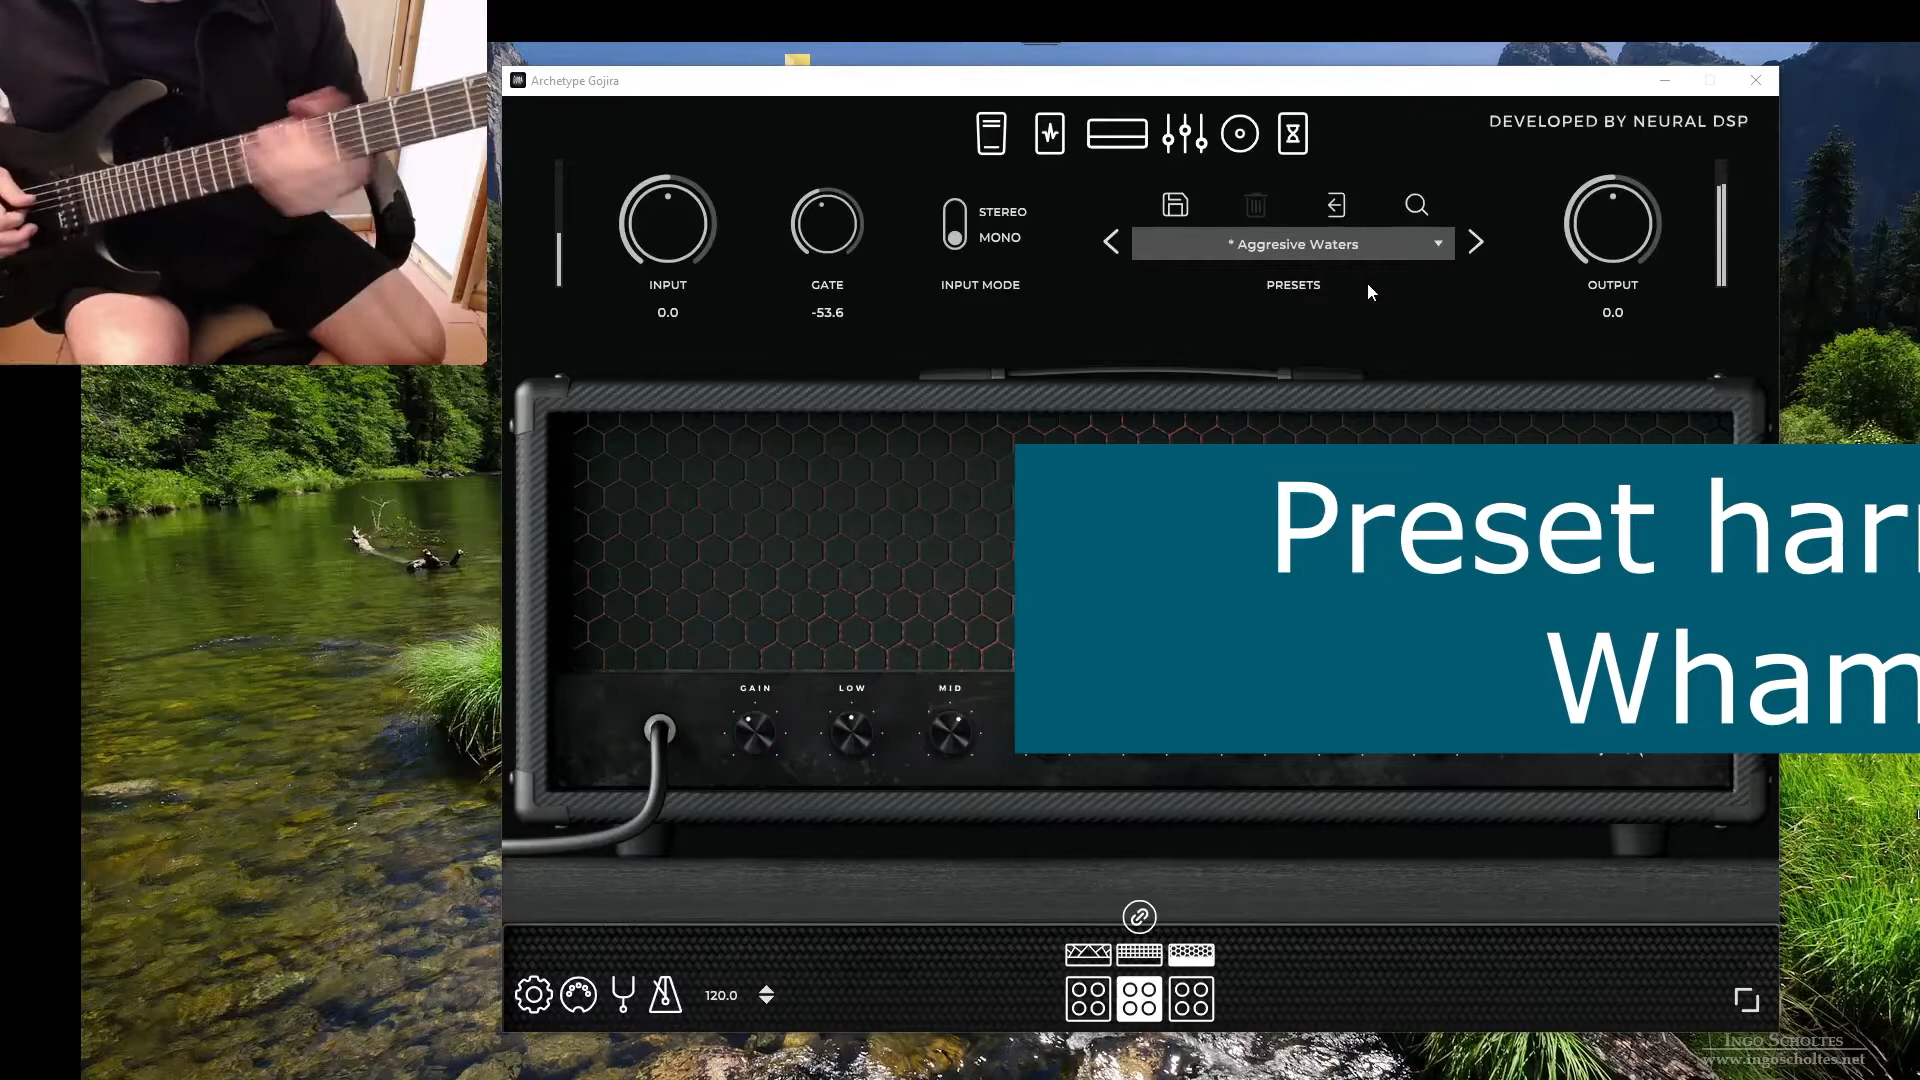 Archetype Gojira
DEVELOPED BY NEURAL DSP
STEREO
MONO
* Aggresive Waters
INPUT
GATE
INPUT MODE
PRESETS
OUTPUT
0.0
-53.6
0.0
Preset har
Wham
GAIN
LOW
MID
120.0
INGO SCHOLTES
www.ingoscholtes.net